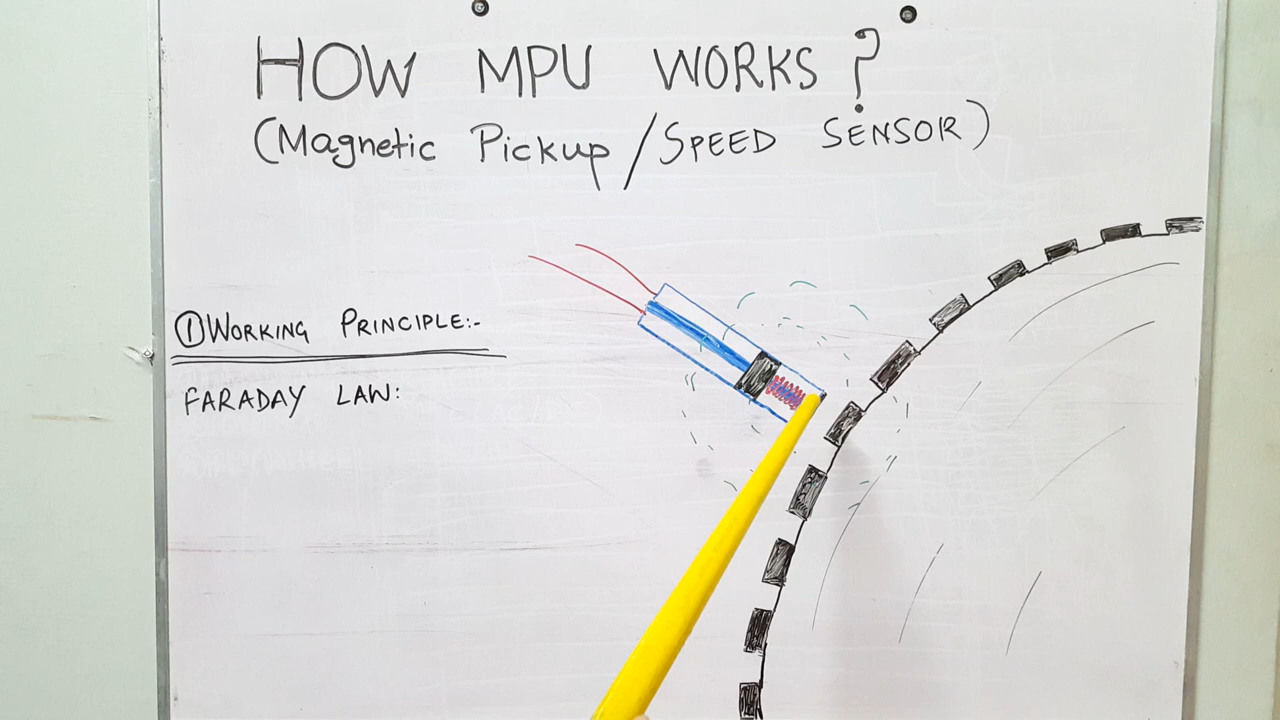 HOW MPU WORKS?
(Magnetic Pickup / SPEED SENSOR)
① WORKING PRINCIPLE:-
FARADAY LAW: